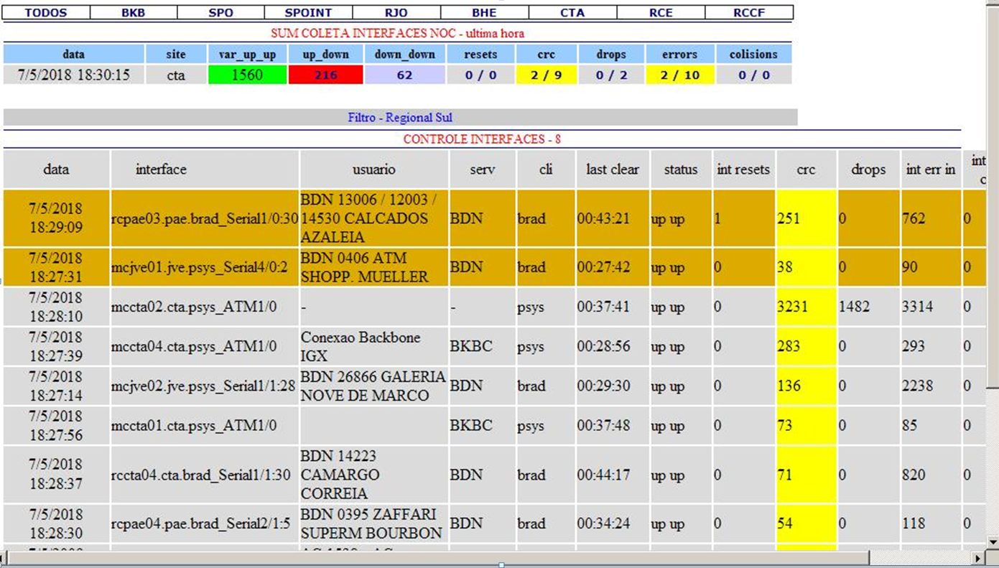 TODOS BKB SPO SPOINT RJO BHE CTA RCE RCCF
SUM COLETA INTERFACES NOC - ultima hora
data site var_up_up up_down down_down resets crc drops errors colisions
7/5/2018 18:30:15 cta 1560 216 62 0 / 0 2 / 9 0 / 2 2 / 10 0 / 0
Filtro - Regional Sul
CONTROLE INTERFACES - 8
data interface usuario serv cli last clear status int resets crc drops int err in int
7/5/2018 18:29:09 rcpae03.pae.brad_Serial1/0:30 BDN 13006 / 12003 / 14530 CALCADOS AZALEIA BDN brad 00:43:21 up up 1 251 0 762 0
7/5/2018 18:27:31 mcjve01.jve.psys_Serial4/0:2 BDN 0406 ATM SHOPP. MUELLER BDN brad 00:27:42 up up 0 38 0 90 0
7/5/2018 18:28:10 mccta02.cta.psys_ATM1/0 - - psys 00:37:41 up up 0 3231 1482 3314 0
7/5/2018 18:27:39 mccta04.cta.psys_ATM1/0 Conexao Backbone IGX BKBC psys 00:28:56 up up 0 283 0 293 0
7/5/2018 18:27:14 mcjve02.jve.psys_Serial1/1:28 BDN 26866 GALERIA NOVE DE MARCO BDN brad 00:29:30 up up 0 136 0 2238 0
7/5/2018 18:27:56 mccta01.cta.psys_ATM1/0 BKBC psys 00:37:48 up up 0 73 0 85 0
7/5/2018 18:28:37 rccta04.cta.brad_Serial1/1:30 BDN 14223 CAMARGO CORREIA BDN brad 00:44:17 up up 0 71 0 820 0
7/5/2018 18:28:30 rcpae04.pae.brad_Serial2/1:5 BDN 0395 ZAFFARI SUPERM BOURBON BDN brad 00:34:24 up up 0 54 0 118 0